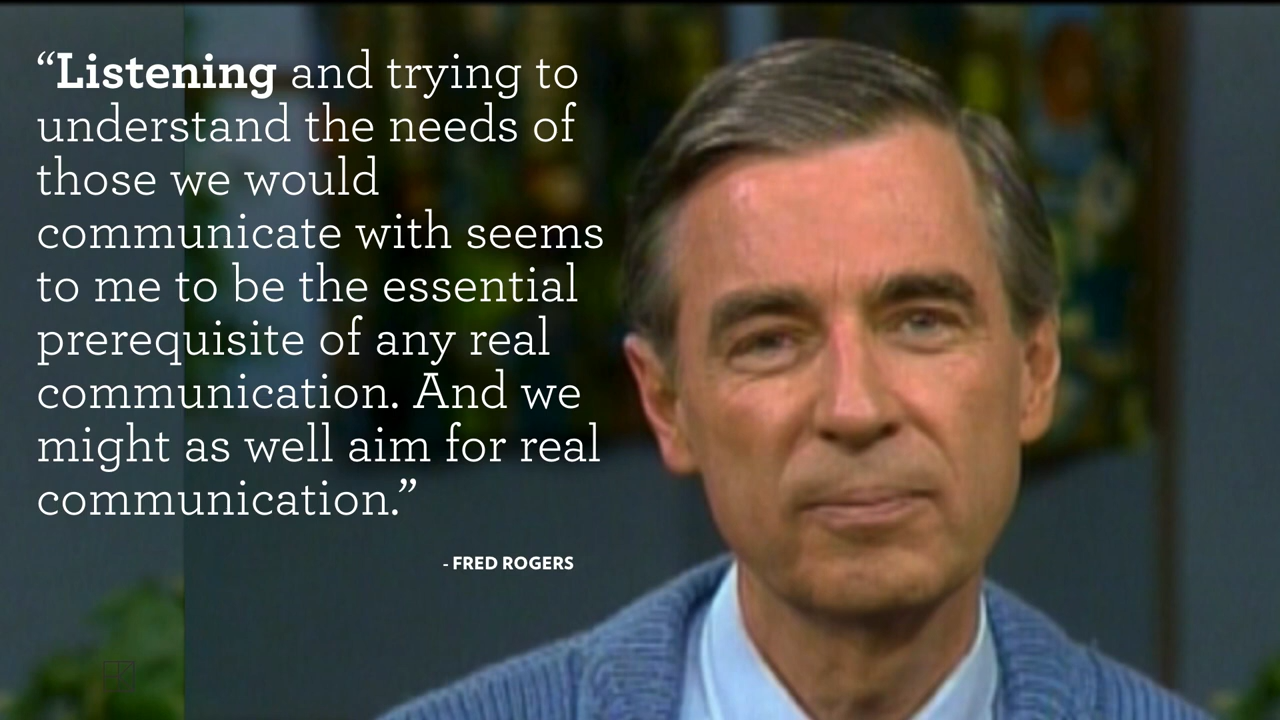 “Listening and trying to
understand the needs of
those we would
communicate with seems
to me to be the essential
prerequisite of any real
communication. And we
might as well aim for real
communication.”
- FRED ROGERS